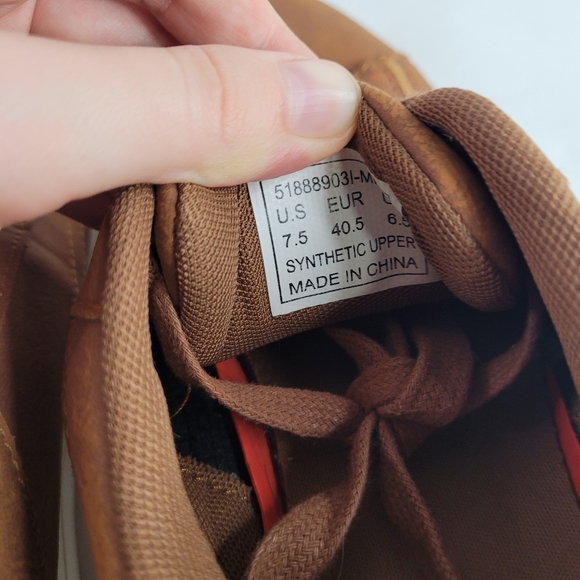 51888903I-M
U.S EUR
7.5 40.5 6.5
SYNTHETIC UPPER
MADE IN CHINA